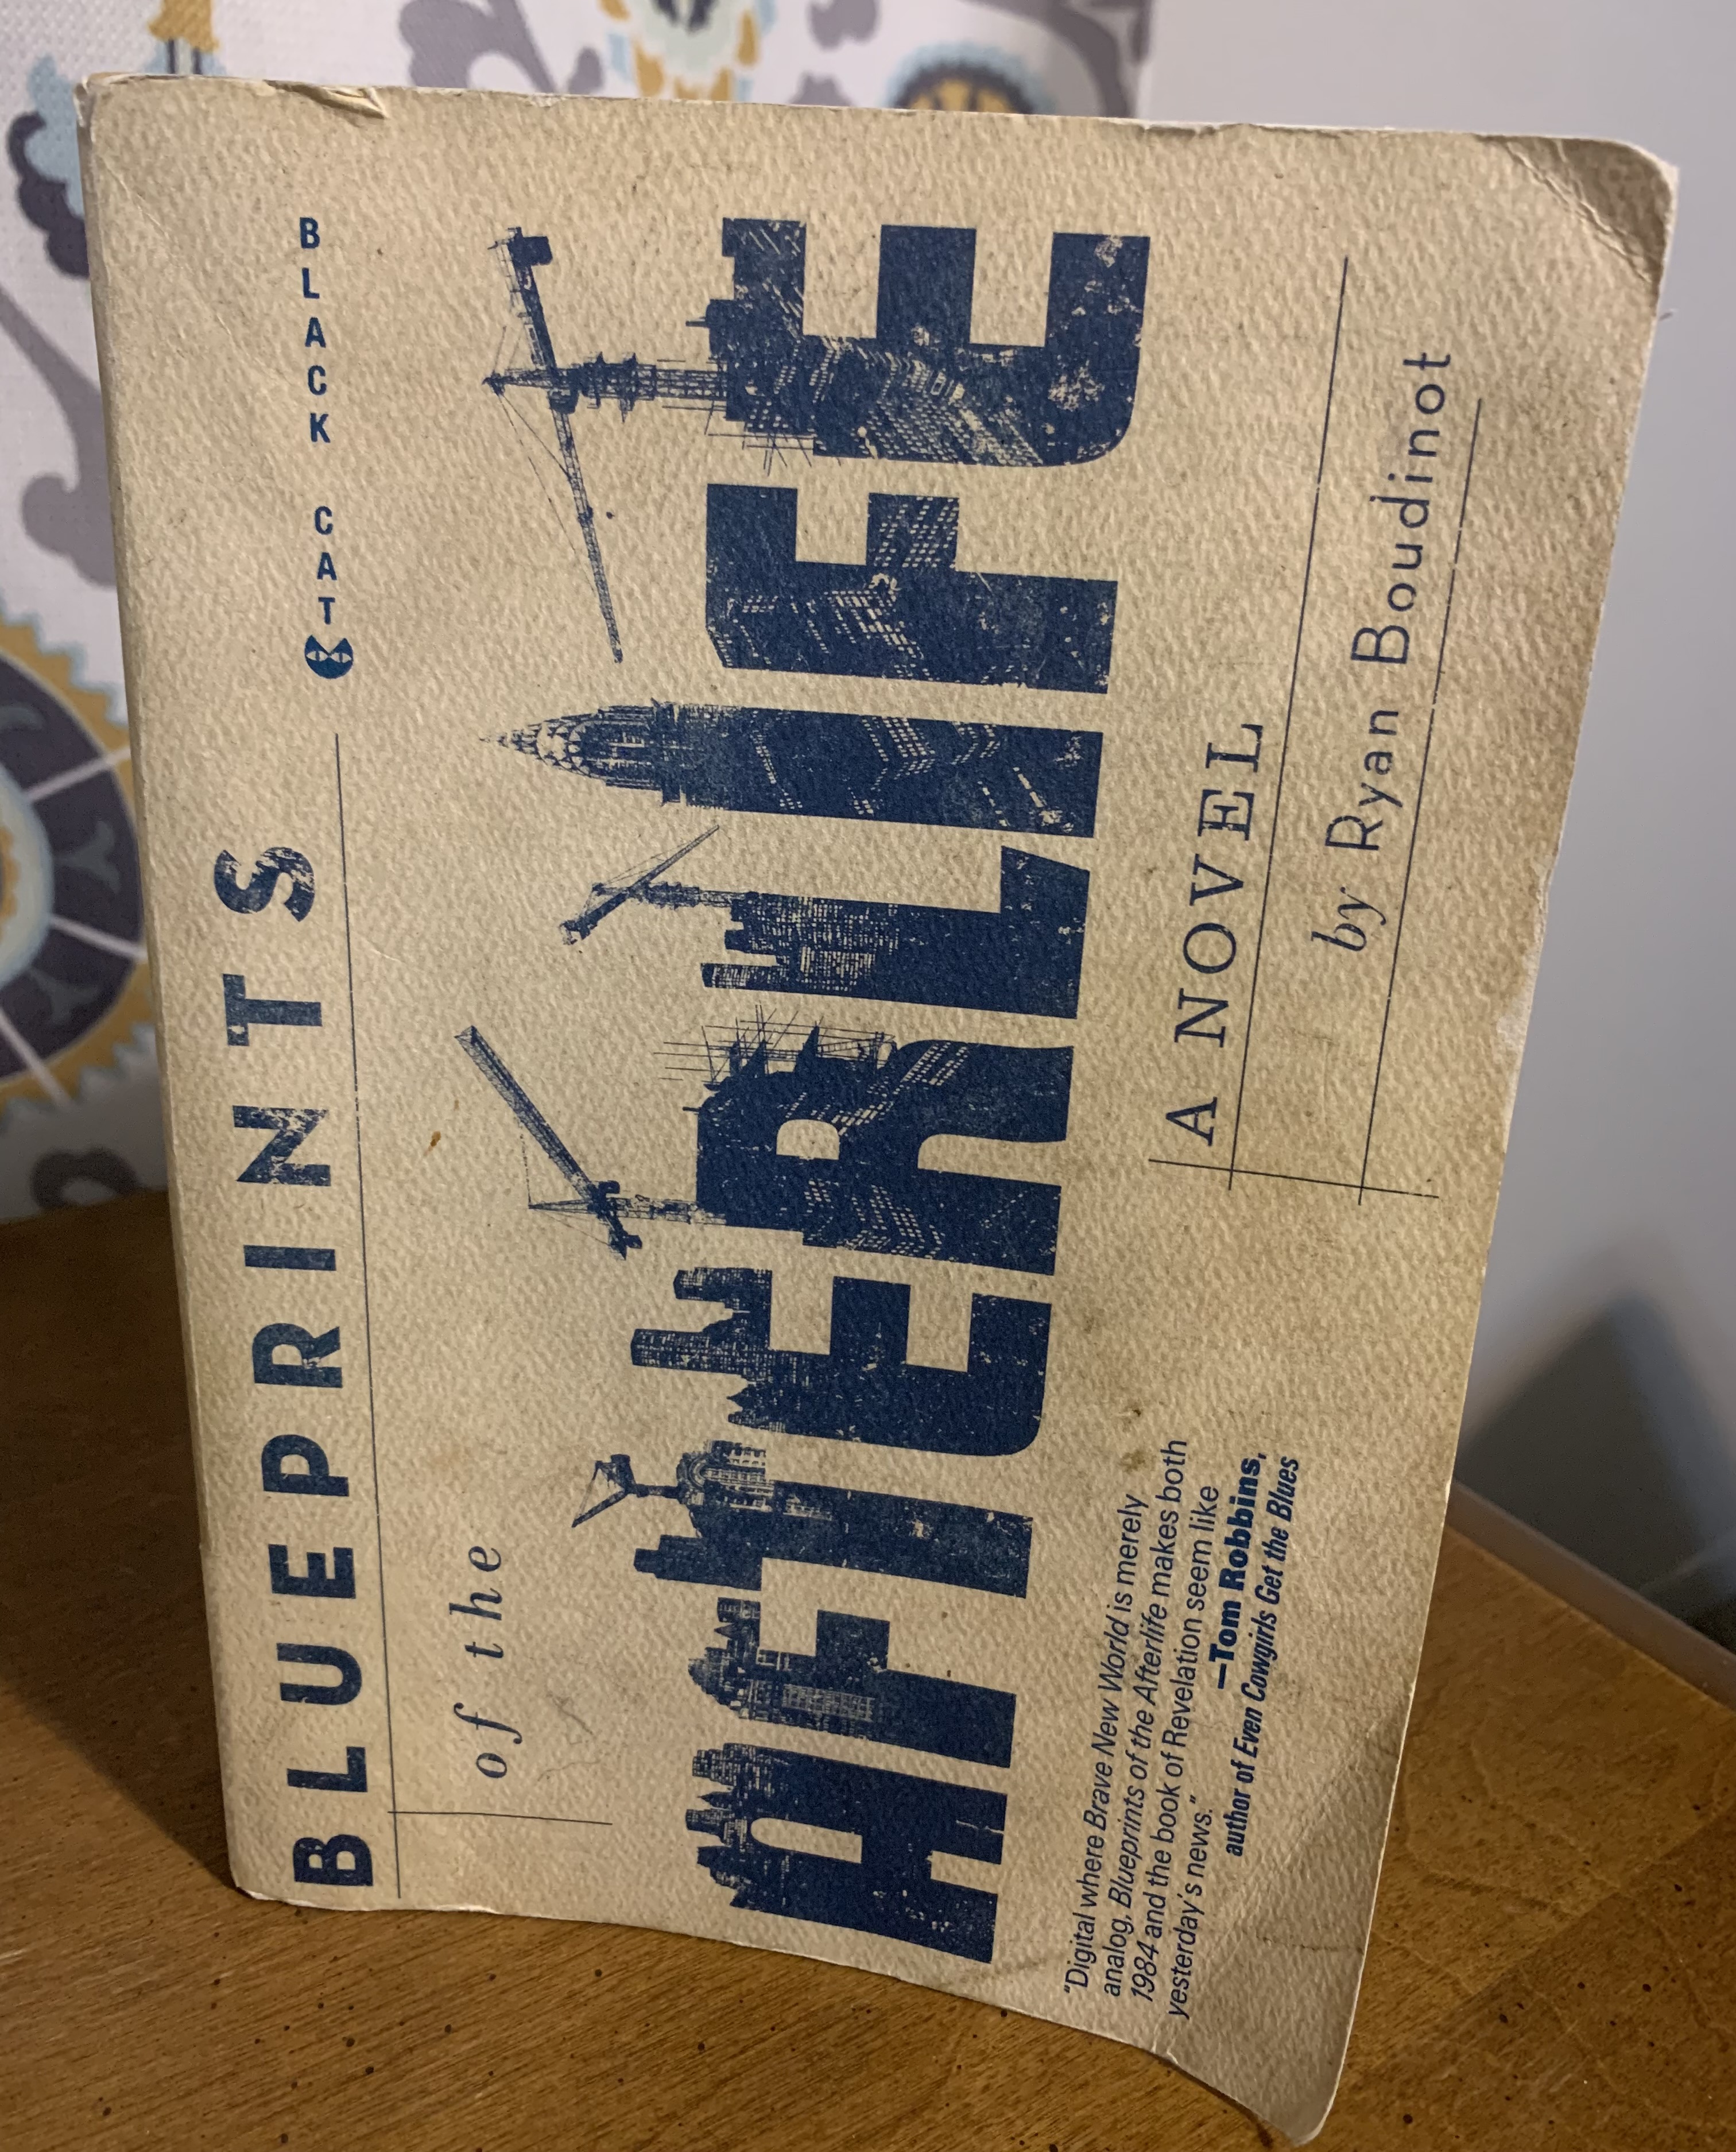 BLUEPRINTS
BLACK CAT
of the
AFTERLIFE
A NOVEL
by Ryan Boudinot
"Digital where Brave New World is merely
analog, Blueprints of the Afterlife makes both
1984 and the book of Revelation seem like
yesterday's news."
—Tom Robbins,
author of Even Cowgirls Get the Blues